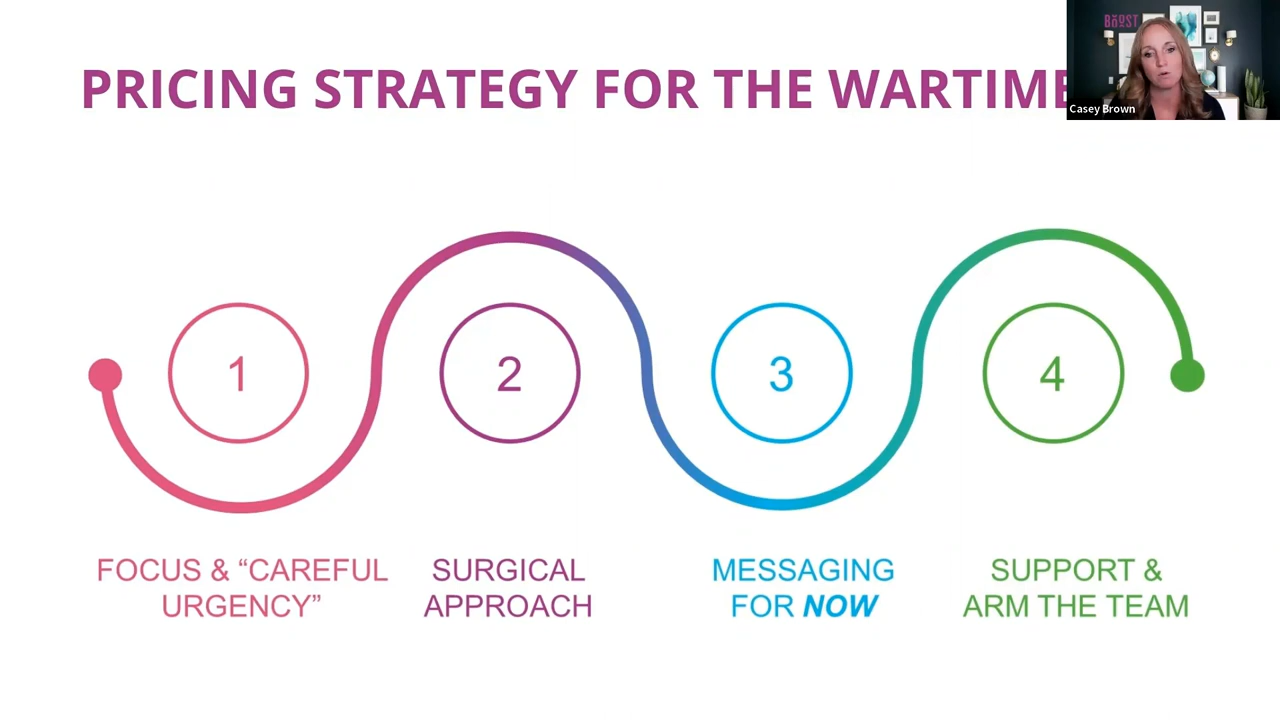 BOOST
PRICING STRATEGY FOR THE WARTIME
Casey Brown
1
2
3
4
FOCUS & “CAREFUL
URGENCY”
SURGICAL
APPROACH
MESSAGING
FOR NOW
SUPPORT &
ARM THE TEAM